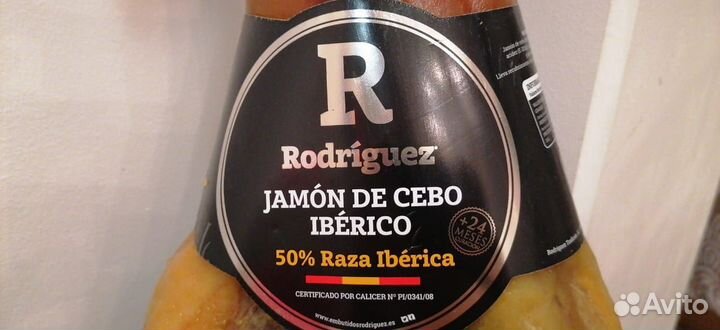 R
Rodríguez
JAMÓN DE CEBO
IBÉRICO
+24
MESES
CURACIÓN
50% Raza Ibérica
CERTIFICADO POR CALICER Nº PI/0341/08
www.embutidosrodriguez.es
Avito